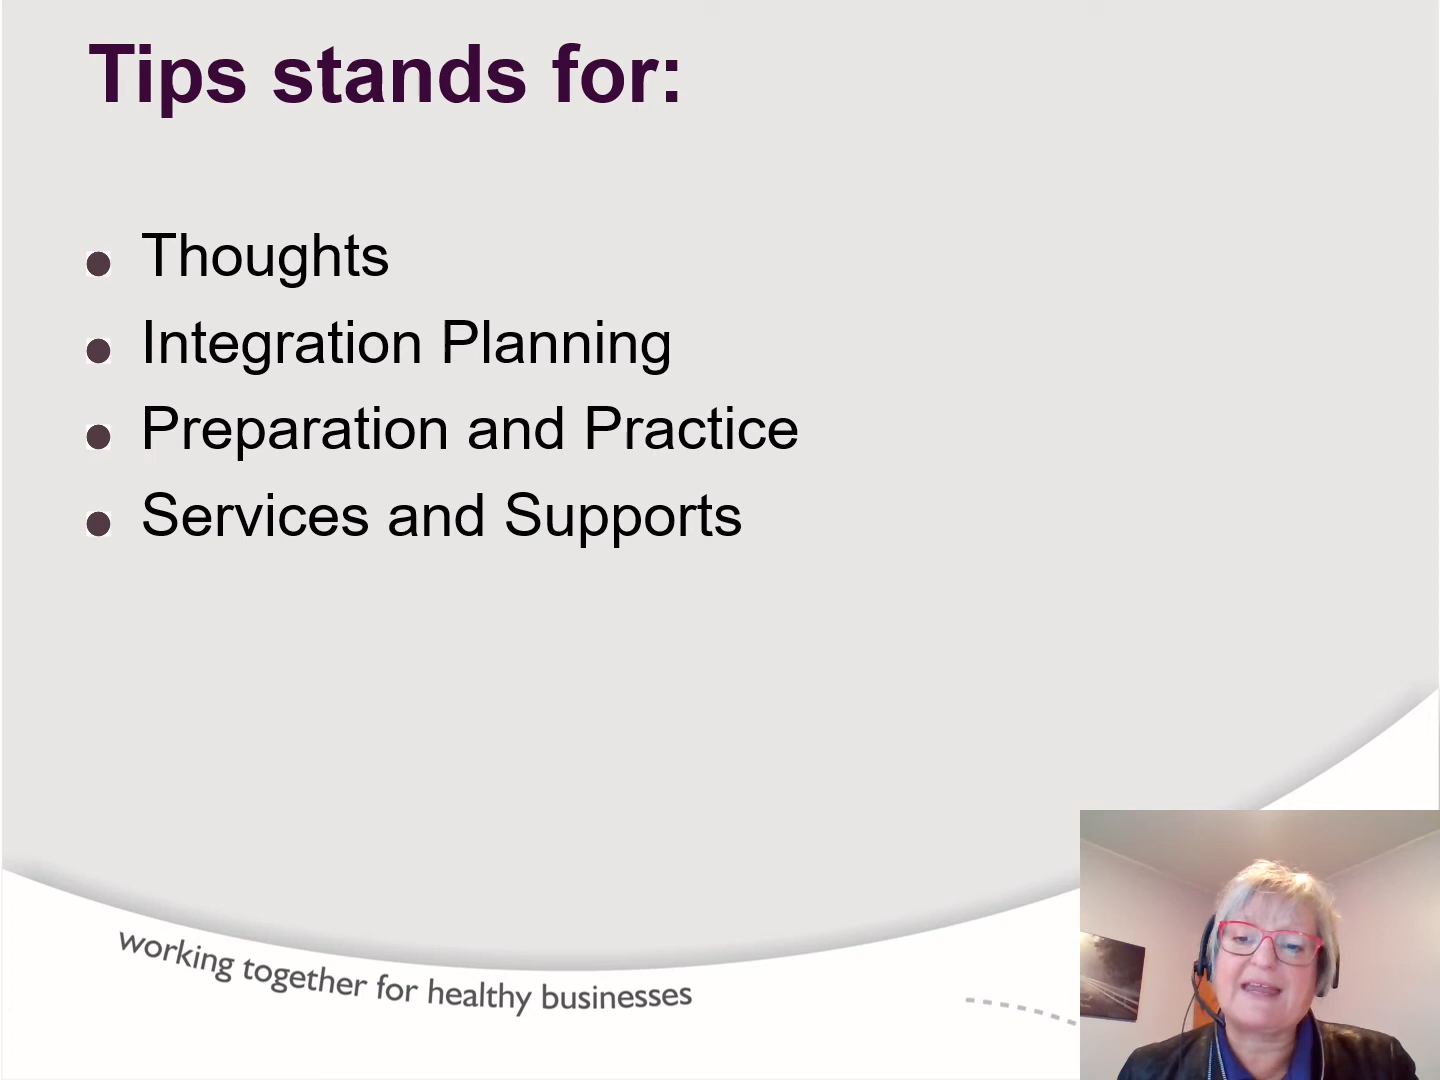 Tips stands for:
Thoughts
Integration Planning
Preparation and Practice
Services and Supports
working together for healthy businesses